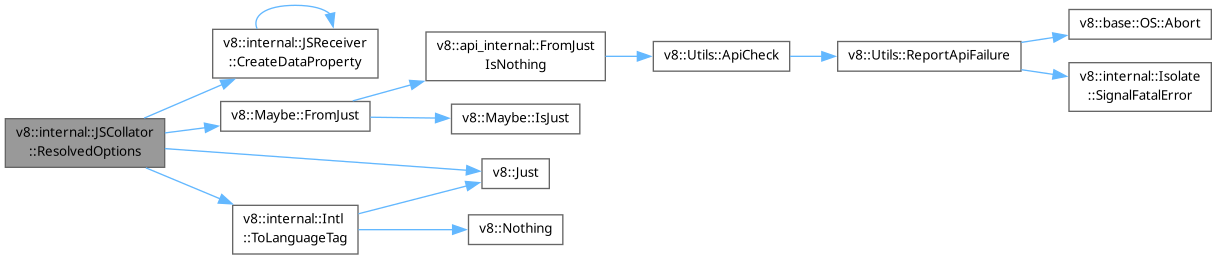 v8::internal::JSCollator
::ResolvedOptions
v8::internal::JSReceiver
::CreateDataProperty
v8::Maybe::FromJust
v8::api_internal::FromJust
IsNothing
v8::Utils::ApiCheck
v8::Utils::ReportApiFailure
v8::base::OS::Abort
v8::internal::Isolate
::SignalFatalError
v8::Maybe::IsJust
v8::Just
v8::internal::Intl
::ToLanguageTag
v8::Nothing